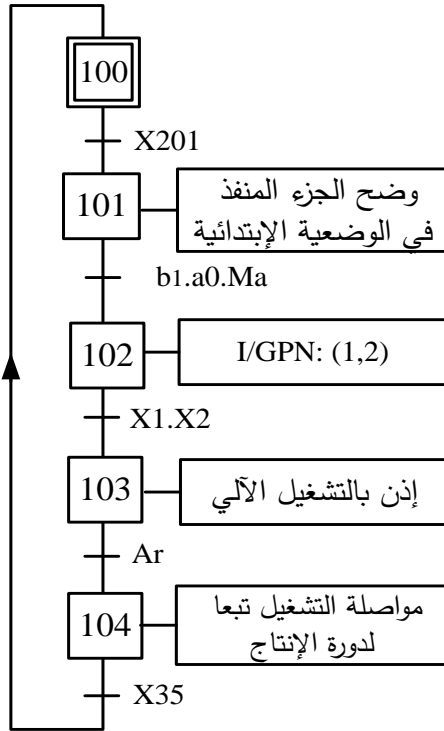 100
X201
101
وضح الجزء المنفذ
في الوضعية الإبتدائية
b1.a0.Ma
102
I/GPN: (1,2)
X1.X2
103
إذن بالتشغيل الآلي
Ar
104
مواصلة التشغيل تبعا
لدورة الإنتاج
X35